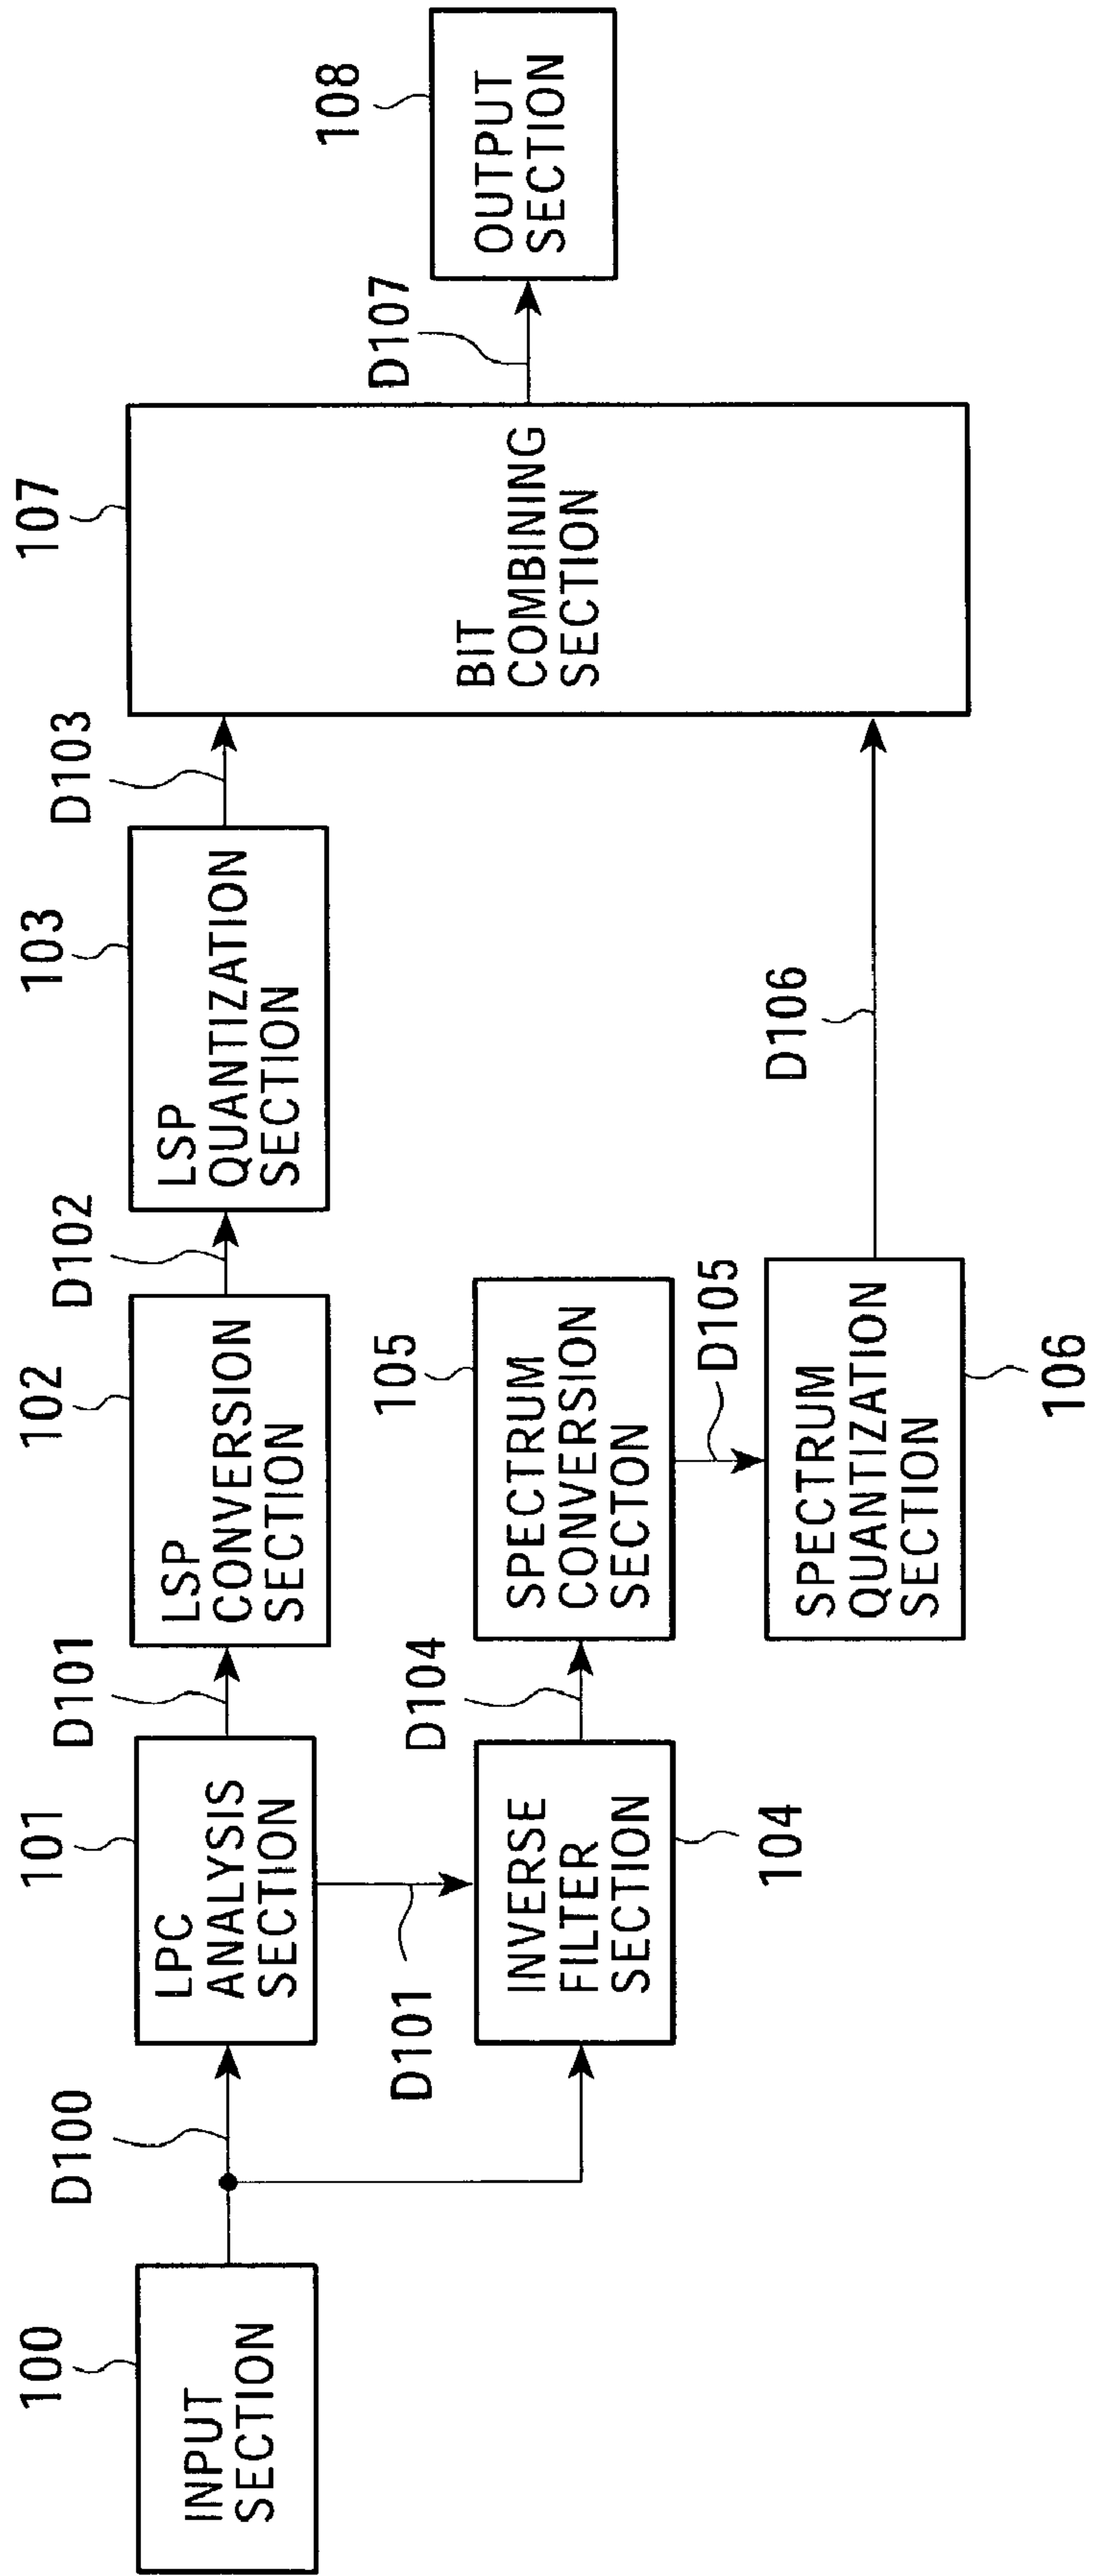 100
INPUT
SECTION
D100
101
LPC
ANALYSIS
SECTION
D101
102
LSP
CONVERSION
SECTION
D102
103
LSP
QUANTIZATION
SECTION
D103
107
BIT
COMBINING
SECTION
D107
108
OUTPUT
SECTION
D101
INVERSE
FILTER
SECTION
104
D104
105
SPECTRUM
CONVERSION
SECTON
D105
SPECTRUM
QUANTIZATION
SECTION
106
D106